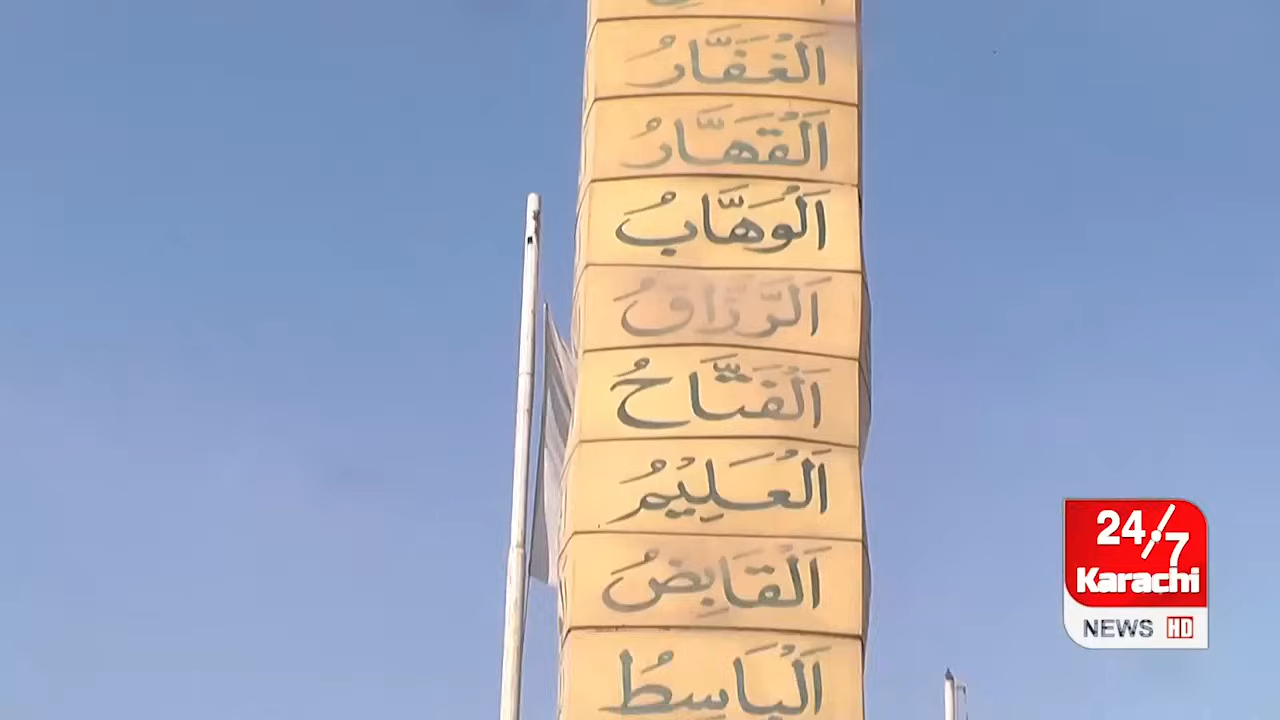 اَلْغَفَّارُ
اَلْقَهَّارُ
اَلْوَهَّابُ
اَلرَّزَّاقُ
اَلْفَتَّاحُ
اَلْعَلِيْمُ
اَلْقَابِضُ
اَلْبَاسِطُ
24/7
Karachi
NEWS HD